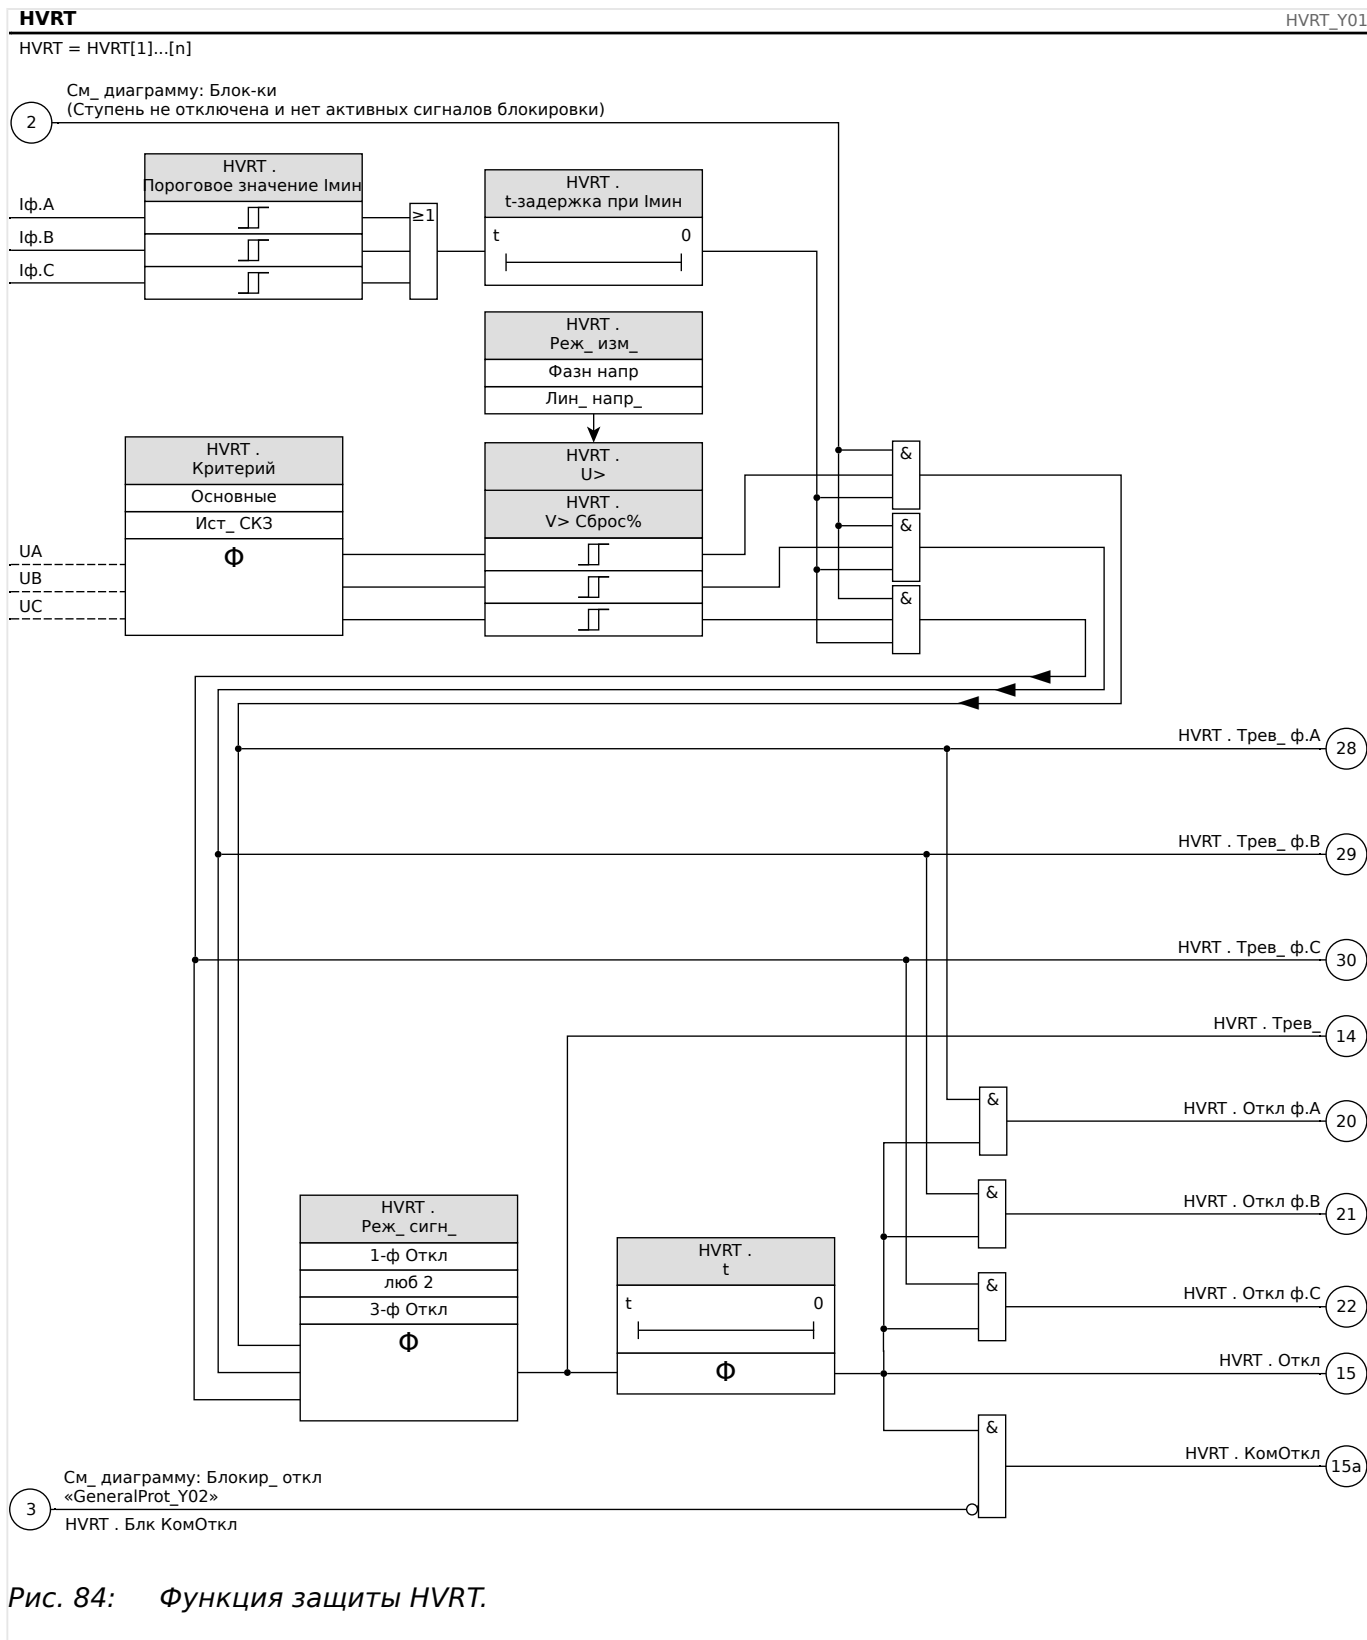 HVRT
HVRT_Y01
HVRT = HVRT[1]...[n]
См_ диаграмму: Блок-ки
(Ступень не отключена и нет активных сигналов блокировки)
2
HVRT .
Пороговое значение Iмин
HVRT .
t-задержка при Iмин
Iф.A
≥1
Iф.B
t
0
Iф.C
HVRT .
Реж_ изм_
Фазн напр
Лин_ напр_
HVRT .
Критерий
Основные
Ист_ СКЗ
Ф
HVRT .
U>
HVRT .
V> Сброс%
&
&
&
UA
UB
UC
HVRT . Трев_ ф.A
28
HVRT . Трев_ ф.B
29
HVRT . Трев_ ф.C
30
HVRT . Трев_
14
&
HVRT . Откл ф.A
20
&
HVRT . Откл ф.B
21
HVRT .
Реж_ сигн_
1-ф Откл
люб 2
3-ф Откл
Ф
HVRT .
t
t
0
Ф
&
HVRT . Откл ф.C
22
HVRT . Откл
15
&
HVRT . КомОткл
15a
См_ диаграмму: Блокир_ откл
«GeneralProt_Y02»
3
HVRT . Блк КомОткл
Рис. 84: Функция защиты HVRT.